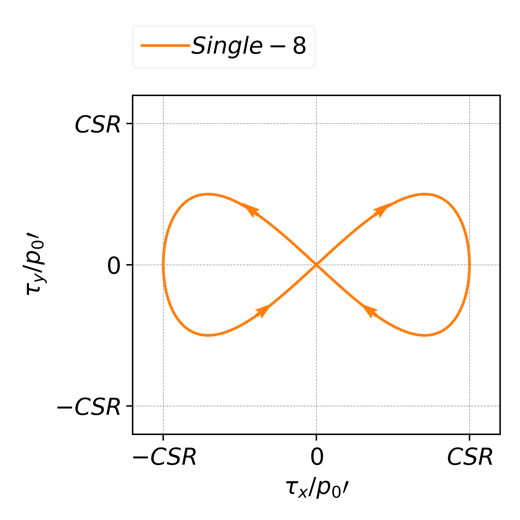 Single − 8
CSR
0
−CSR
τy/p0′
−CSR 0 CSR
τx/p0′